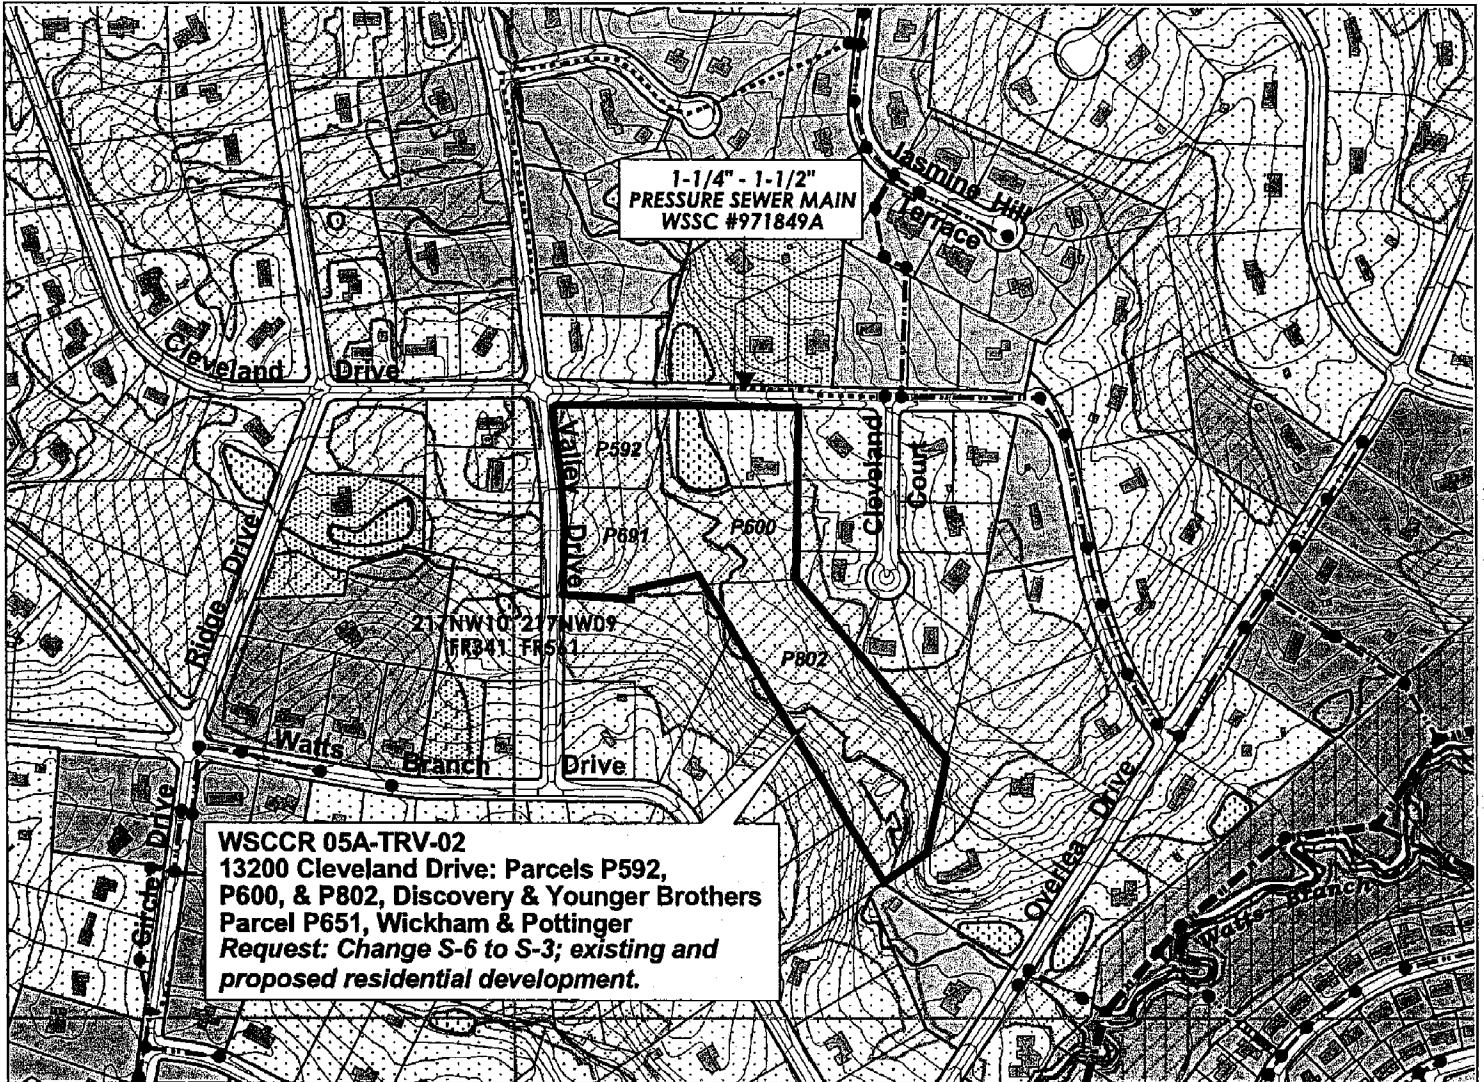 Jasmine Hill
Terrace
1-1/4" - 1-1/2"
PRESSURE SEWER MAIN
WSSC #971849A
Cleveland Drive
Valley Drive
P592
P691
P600
Cleveland Court
Ridge Drive
217NW10 217NW09
FR341 FR561
P802
Watts Branch Drive
Circle Drive
Overlea Drive
Watts Branch
WSCCR 05A-TRV-02
13200 Cleveland Drive: Parcels P592,
P600, & P802, Discovery & Younger Brothers
Parcel P651, Wickham & Pottinger
Request: Change S-6 to S-3; existing and
proposed residential development.